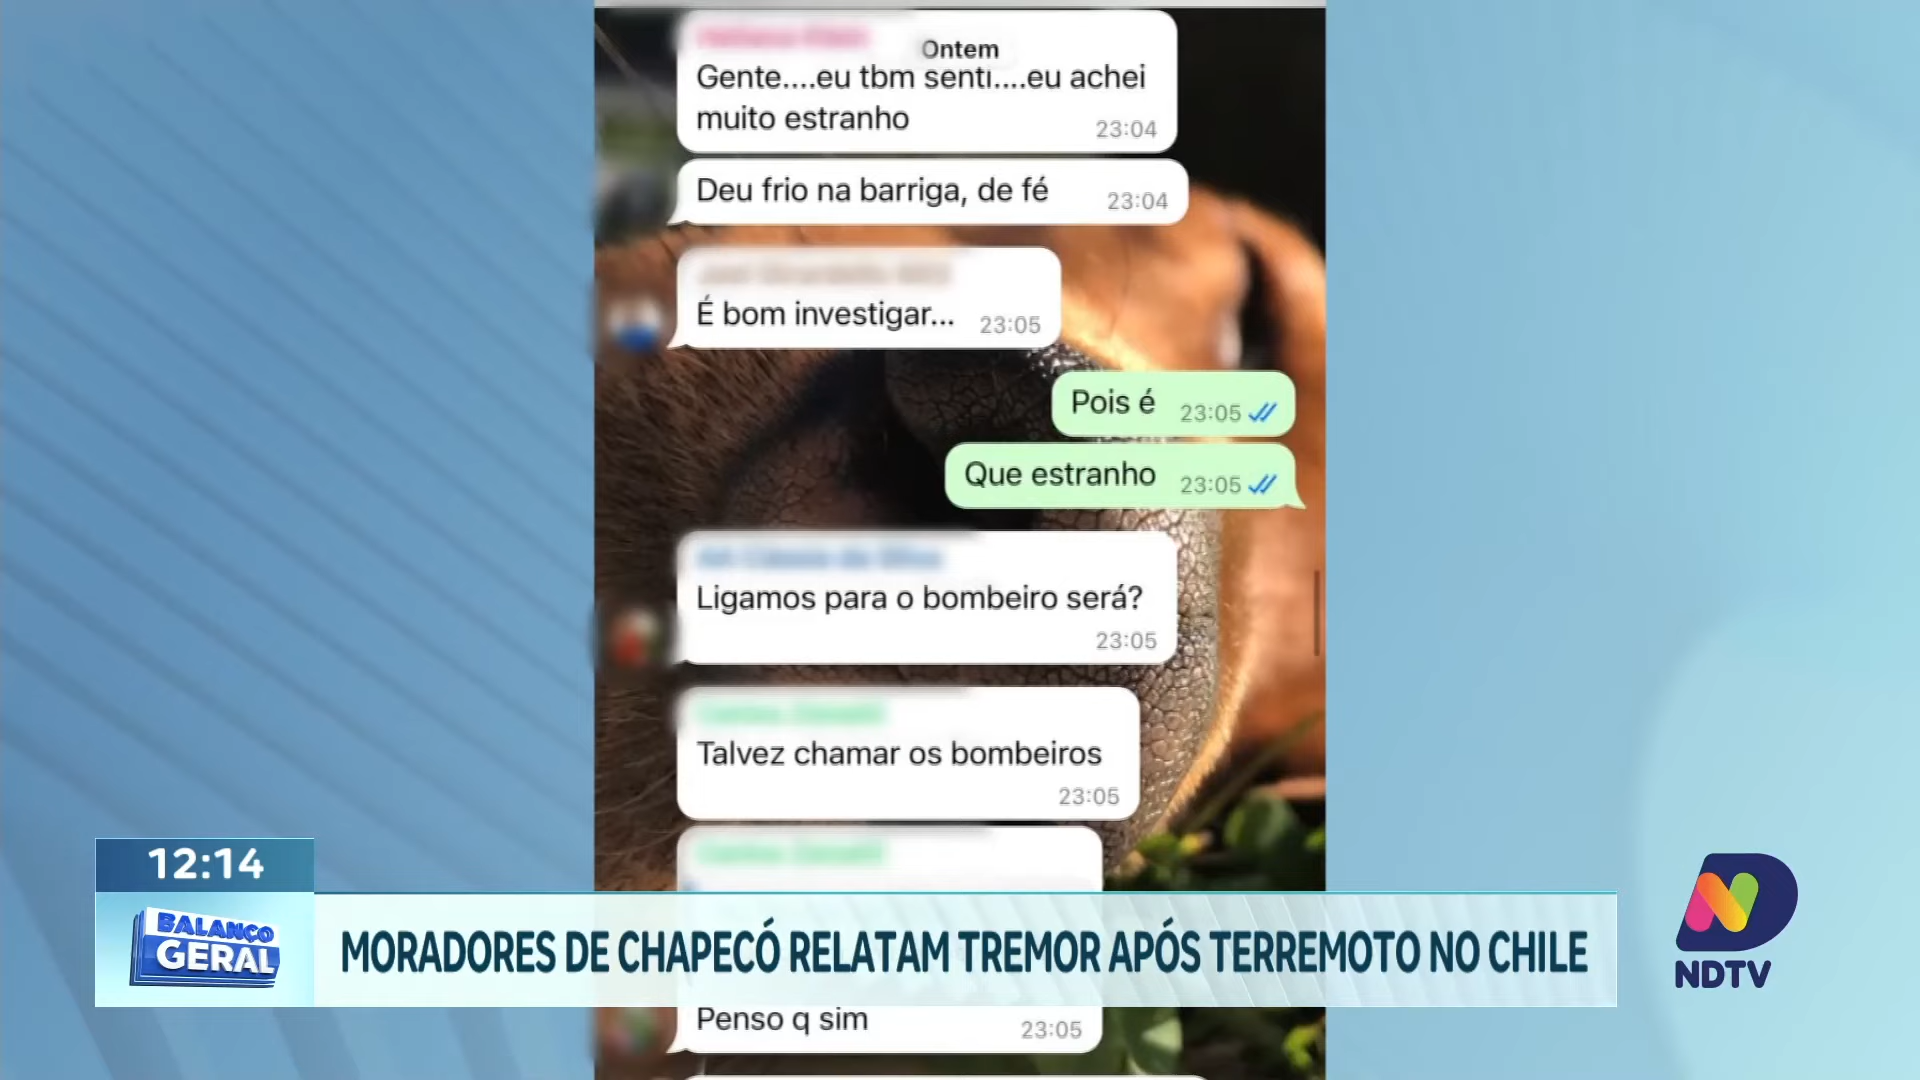 Ontem
Gente....eu tbm senti....eu achei
muito estranho
23:04
Deu frio na barriga, de fé
23:04
É bom investigar...
23:05
Pois é
23:05
Que estranho
23:05
Ligamos para o bombeiro será?
23:05
Talvez chamar os bombeiros
23:05
12:14
BALANÇO
GERAL
MORADORES DE CHAPECÓ RELATAM TREMOR APÓS TERREMOTO NO CHILE
NDTV
Penso q sim
23:05